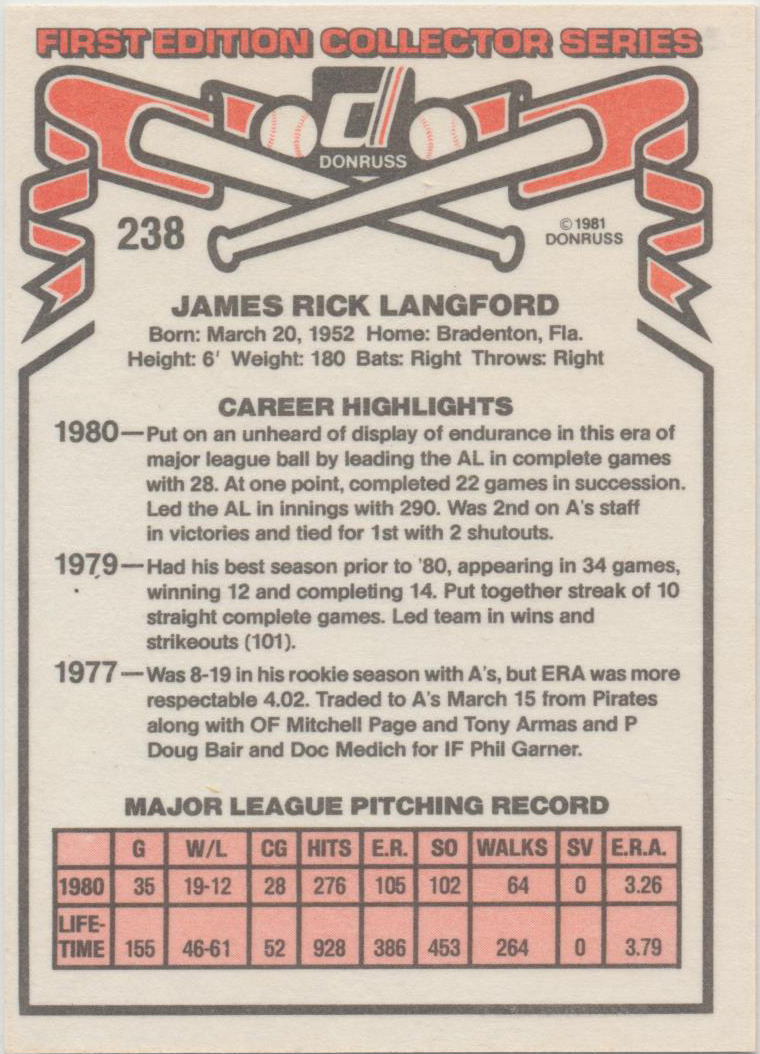 FIRST EDITION COLLECTOR SERIES
d
DONRUSS
238
© 1981
DONRUSS
JAMES RICK LANGFORD
Born: March 20, 1952 Home: Bradenton, Fla.
Height: 6' Weight: 180 Bats: Right Throws: Right
CAREER HIGHLIGHTS
1980—Put on an unheard of display of endurance in this era of
major league ball by leading the AL in complete games
with 28. At one point, completed 22 games in succession.
Led the AL in innings with 290. Was 2nd on A's staff
in victories and tied for 1st with 2 shutouts.
1979—Had his best season prior to '80, appearing in 34 games,
winning 12 and completing 14. Put together streak of 10
straight complete games. Led team in wins and
strikeouts (101).
1977—Was 8-19 in his rookie season with A's, but ERA was more
respectable 4.02. Traded to A's March 15 from Pirates
along with OF Mitchell Page and Tony Armas and P
Doug Bair and Doc Medich for IF Phil Garner.
MAJOR LEAGUE PITCHING RECORD
G W/L CG HITS E.R. SO WALKS SV E.R.A.
1980 35 19-12 28 276 105 102 64 0 3.26
LIFE-
TIME 155 46-61 52 928 386 453 264 0 3.79